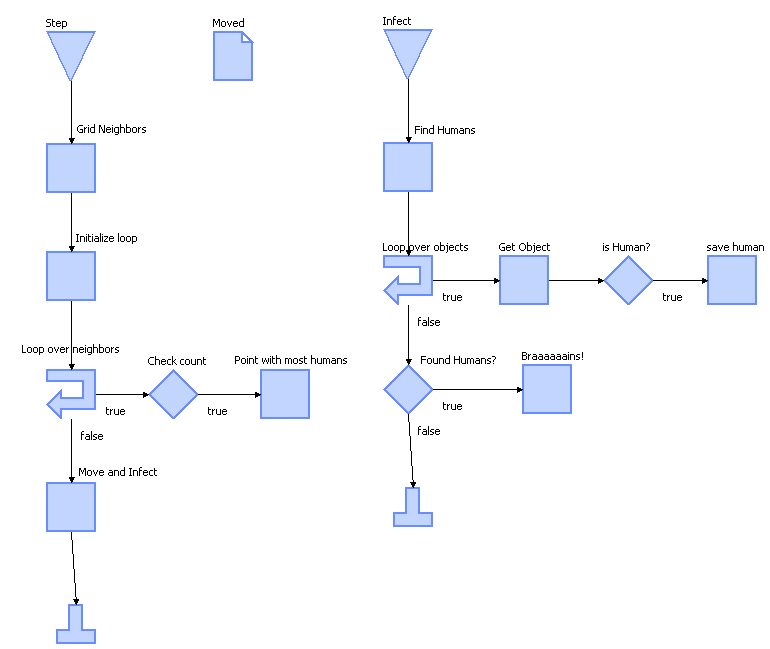 Step
Moved
Infect
Grid Neighbors
Find Humans
Initialize loop
Loop over objects
Get Object
is Human?
save human
true
true
false
Loop over neighbors
Check count
Point with most humans
Found Humans?
Braaaaaains!
true
true
true
false
false
Move and Infect